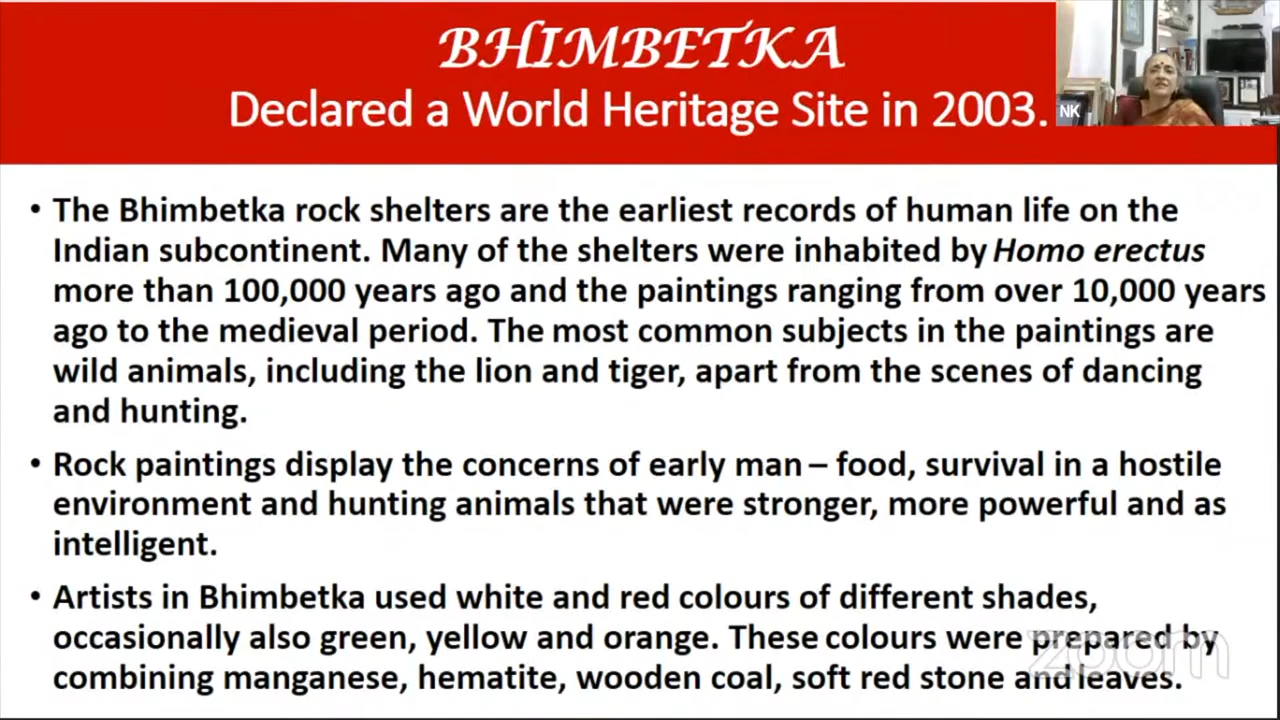 BHIMBETKA
Declared a World Heritage Site in 2003.
NK
• The Bhimbetka rock shelters are the earliest records of human life on the
Indian subcontinent. Many of the shelters were inhabited by Homo erectus
more than 100,000 years ago and the paintings ranging from over 10,000 years
ago to the medieval period. The most common subjects in the paintings are
wild animals, including the lion and tiger, apart from the scenes of dancing
and hunting.
• Rock paintings display the concerns of early man – food, survival in a hostile
environment and hunting animals that were stronger, more powerful and as
intelligent.
• Artists in Bhimbetka used white and red colours of different shades,
occasionally also green, yellow and orange. These colours were prepared by
combining manganese, hematite, wooden coal, soft red stone and leaves.
zoom